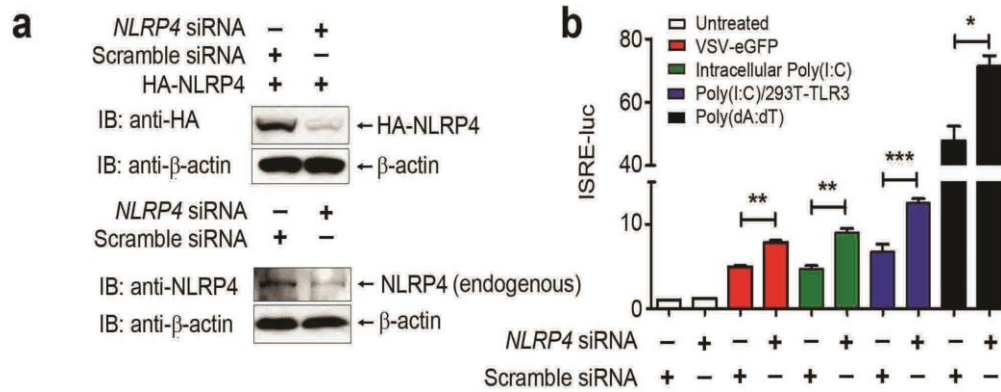 a
NLRP4 siRNA − +
Scramble siRNA + −
HA-NLRP4 + +
IB: anti-HA ←HA-NLRP4
IB: anti-β-actin ←β-actin
NLRP4 siRNA − +
Scramble siRNA + −
IB: anti-NLRP4 ←NLRP4 (endogenous)
IB: anti-β-actin ←β-actin
b
Untreated
VSV-eGFP
Intracellular Poly(I:C)
Poly(I:C)/293T-TLR3
Poly(dA:dT)
ISRE-luc
80
60
40
10
0
** ** *** *
NLRP4 siRNA − + − + − + − + − +
Scramble siRNA + − + − + − + − + −